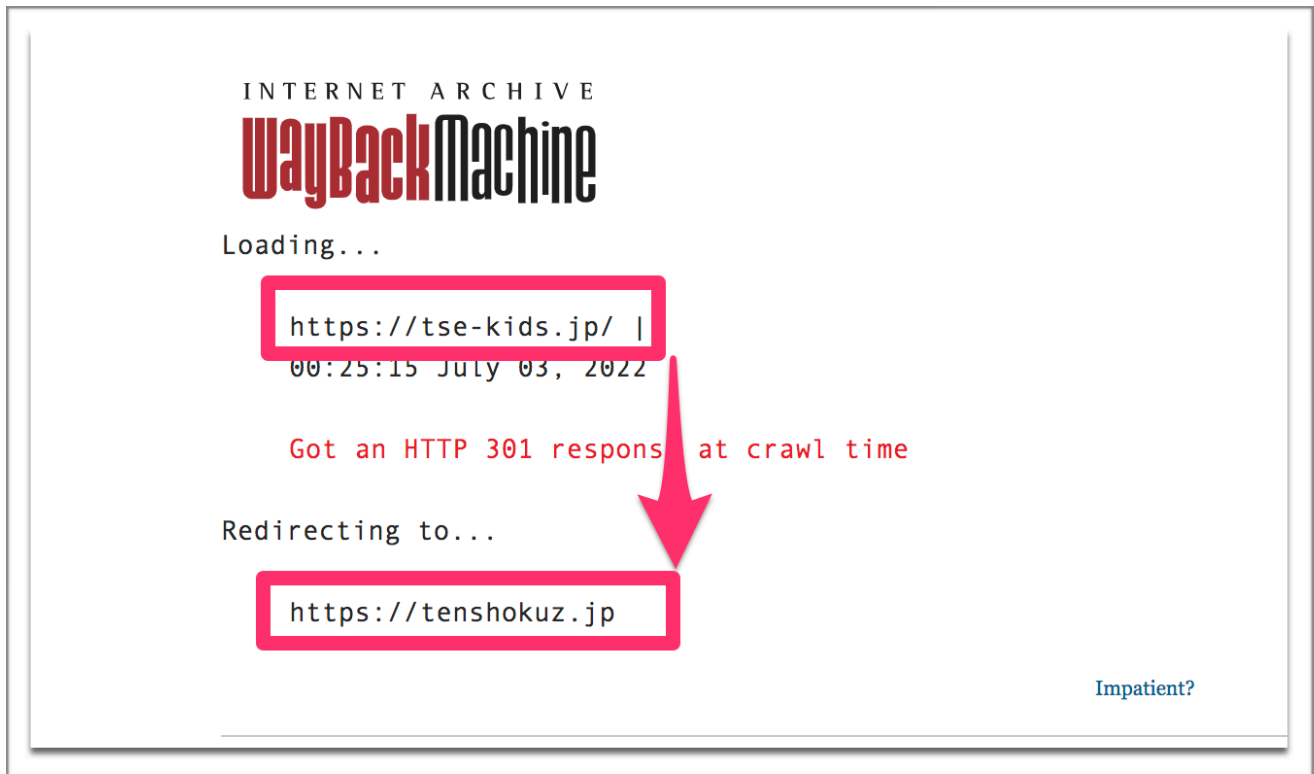 INTERNET ARCHIVE
WayBackMachine
Loading...
https://tse-kids.jp/ |
00:25:15 July 03, 2022
Got an HTTP 301 respons at crawl time
Redirecting to...
https://tenshokuz.jp
Impatient?